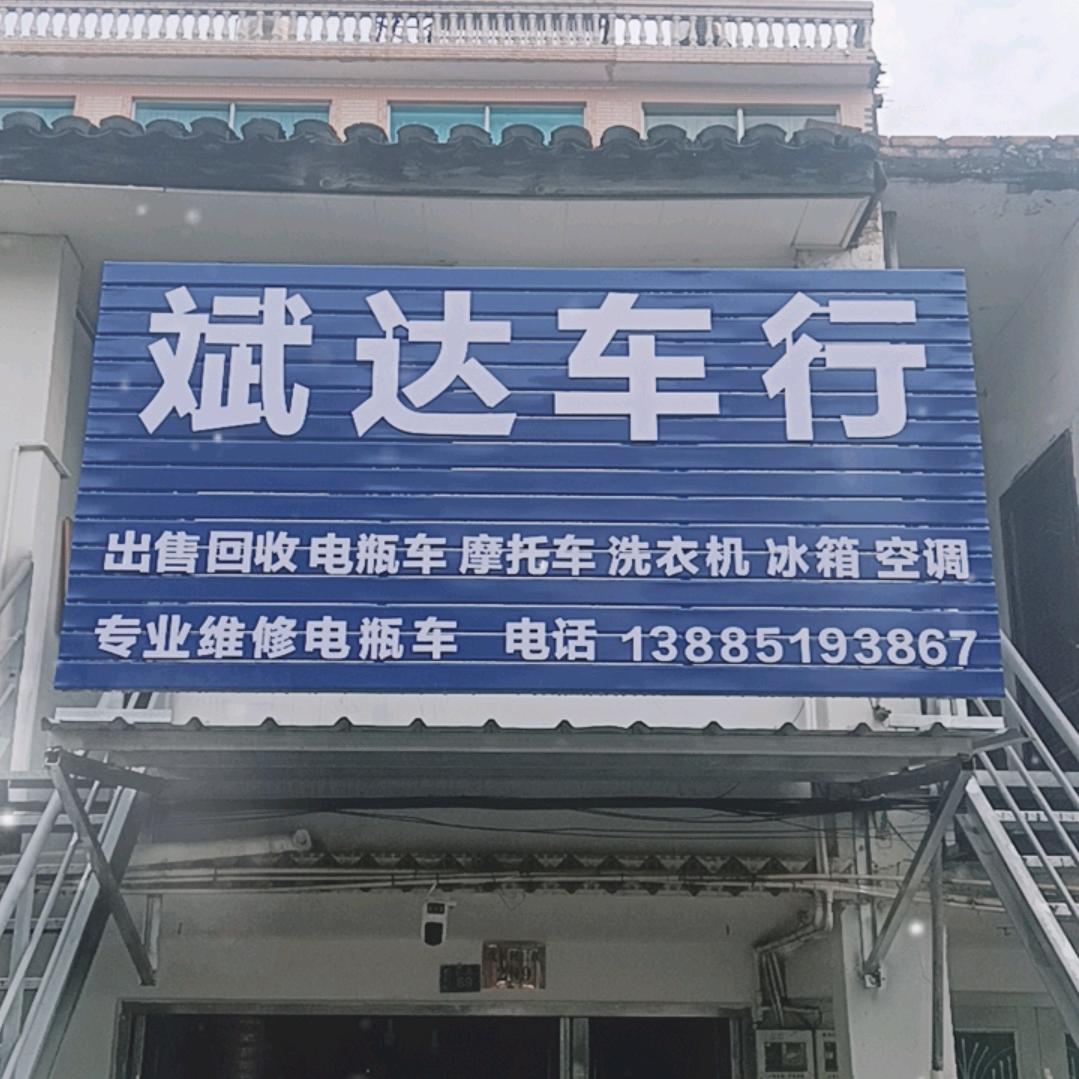 斌达车行
出售回收电瓶车 摩托车 洗衣机 冰箱 空调
专业维修电瓶车 电话 13885193867